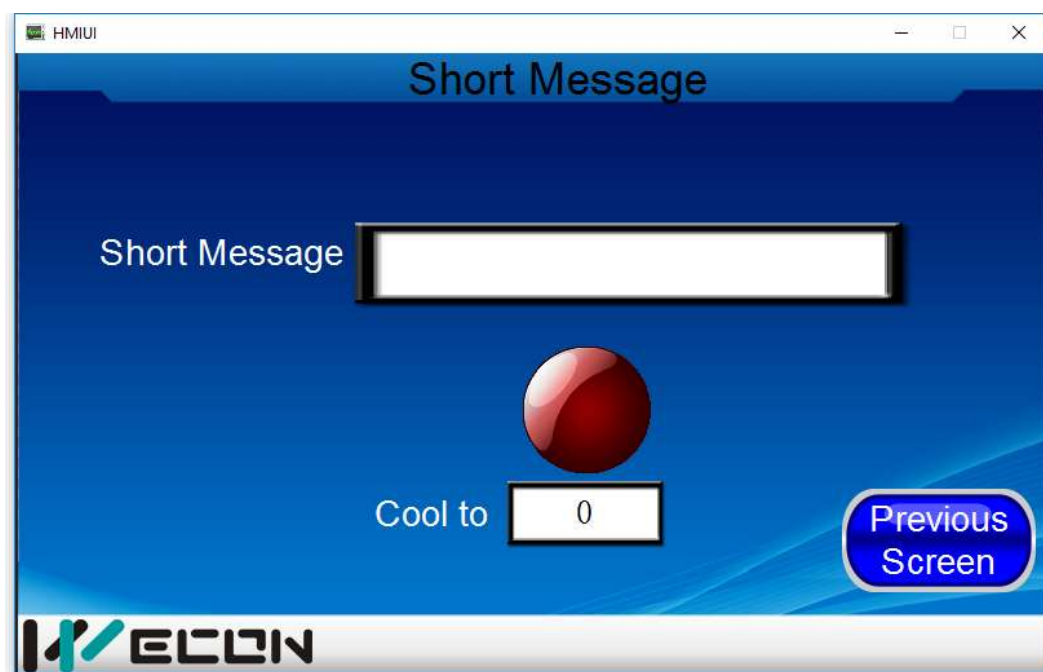 HMIUI
Short Message
Short Message
Cool to 0
Previous
Screen
WECON